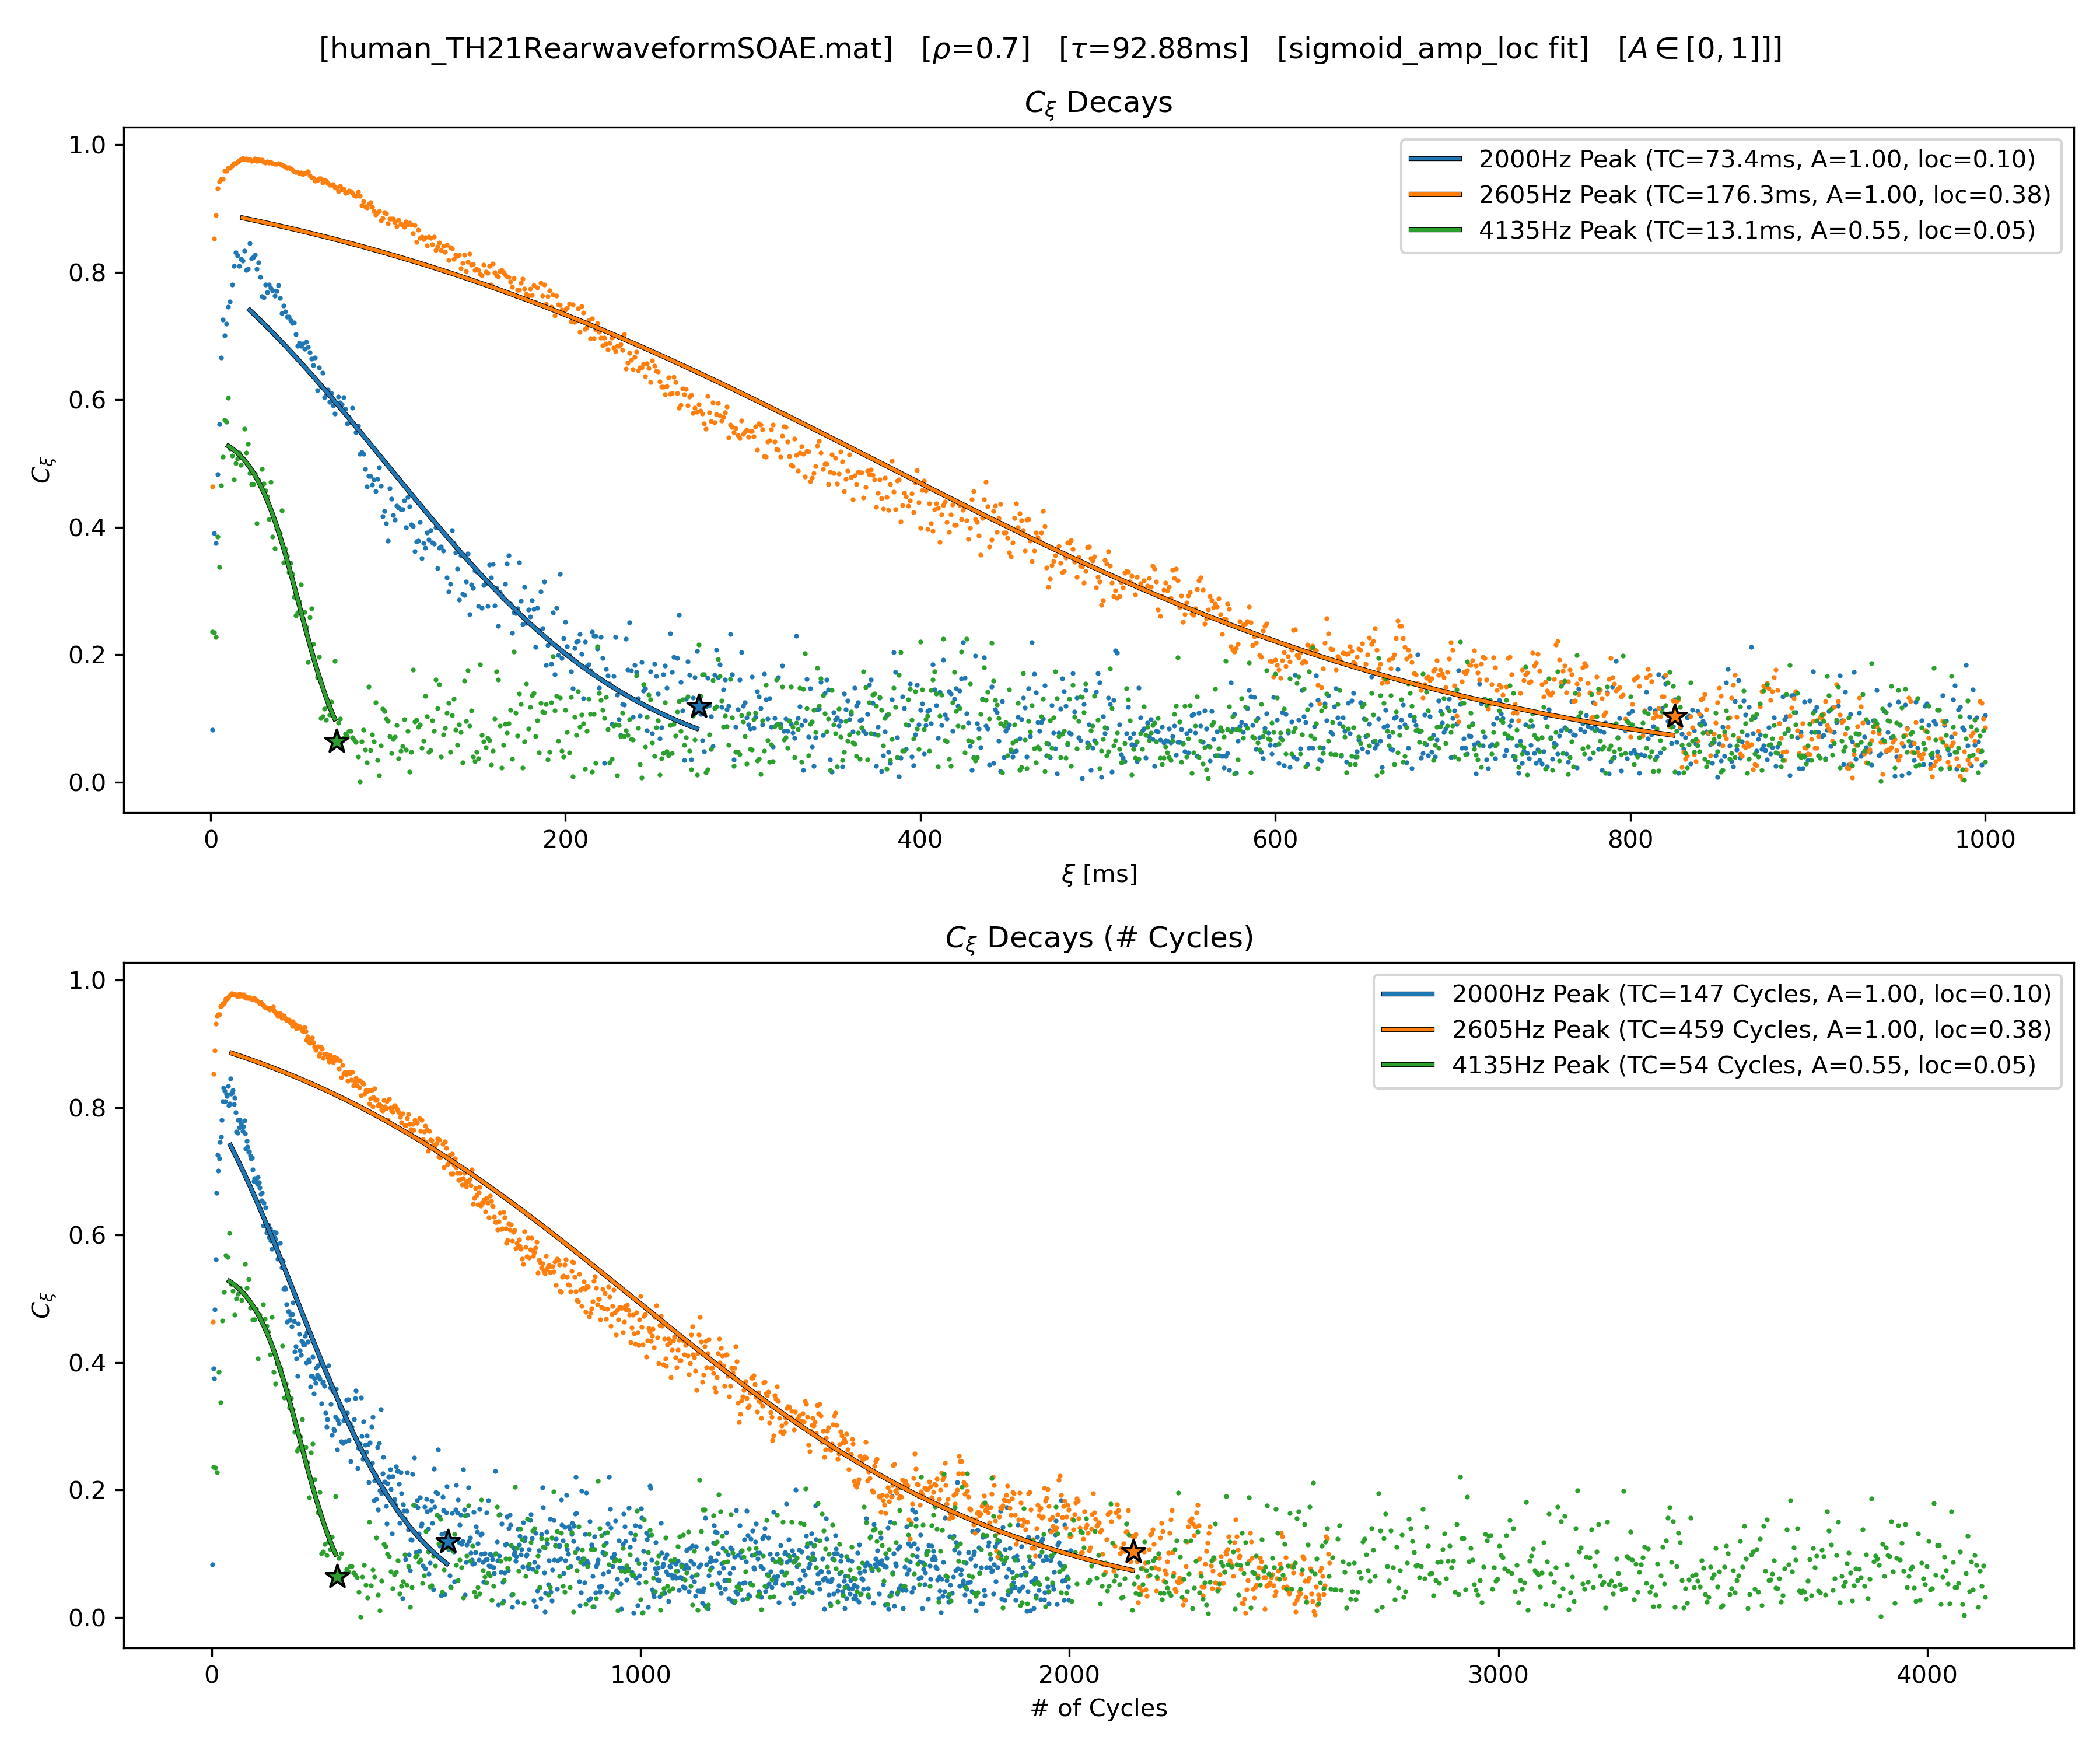 [human_TH21RearwaveformSOAE.mat]   [ρ=0.7]   [τ=92.88ms]   [sigmoid_amp_loc fit]   [A ∈ [0, 1]]]
C_ξ Decays
1.0
0.8
0.6
0.4
0.2
0.0
C_ξ
2000Hz Peak (TC=73.4ms, A=1.00, loc=0.10)
2605Hz Peak (TC=176.3ms, A=1.00, loc=0.38)
4135Hz Peak (TC=13.1ms, A=0.55, loc=0.05)
0 200 400 600 800 1000
ξ [ms]
C_ξ Decays (# Cycles)
1.0
0.8
0.6
0.4
0.2
0.0
C_ξ
2000Hz Peak (TC=147 Cycles, A=1.00, loc=0.10)
2605Hz Peak (TC=459 Cycles, A=1.00, loc=0.38)
4135Hz Peak (TC=54 Cycles, A=0.55, loc=0.05)
0 1000 2000 3000 4000
# of Cycles